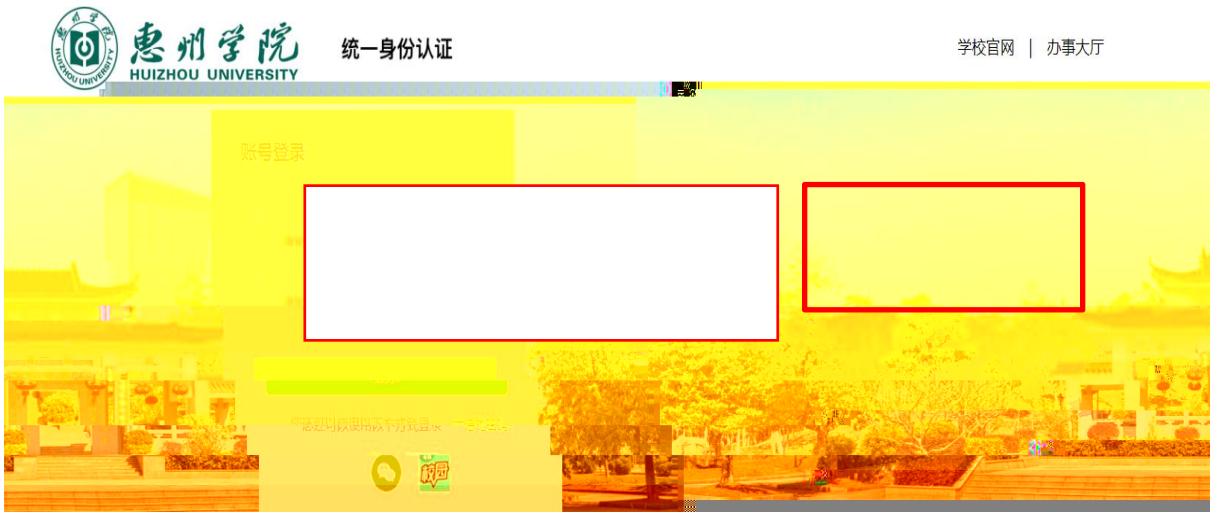 惠州学院
HUIZHOU UNIVERSITY
统一身份认证
学校官网 | 办事大厅
账号登录
校园